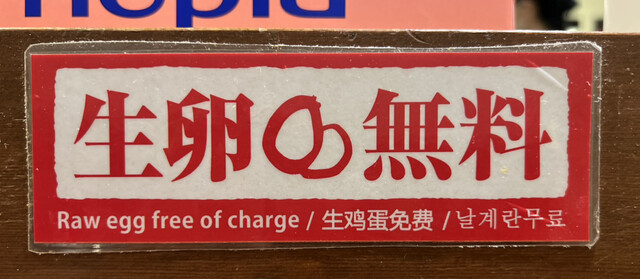 生卵 無料
Raw egg free of charge / 生鸡蛋免费 / 날계란무료